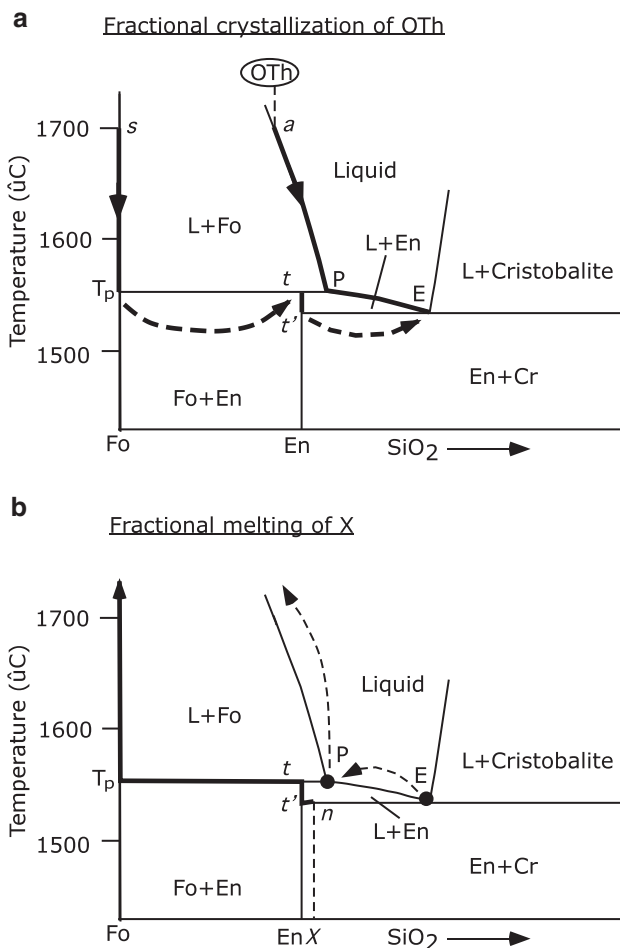 a
Fractional crystallization of OTh
OTh
1700
s
a
Liquid
L+Fo
1600
L+En
L+Cristobalite
Tp
t
P
E
t'
1500
Fo+En
En+Cr
Fo
En
SiO2
Temperature (ûC)
b
Fractional melting of X
1700
Liquid
L+Fo
1600
P
L+Cristobalite
Tp
t
E
t'
n
L+En
1500
Fo+En
En+Cr
Fo
EnX
SiO2
Temperature (ûC)